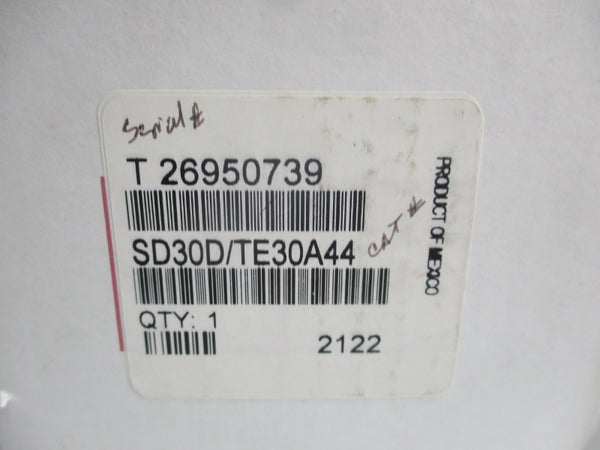 Serial #
T 26950739
SD30D/TE30A44
CAT #
QTY: 1
2122
PRODUCT OF MEXICO